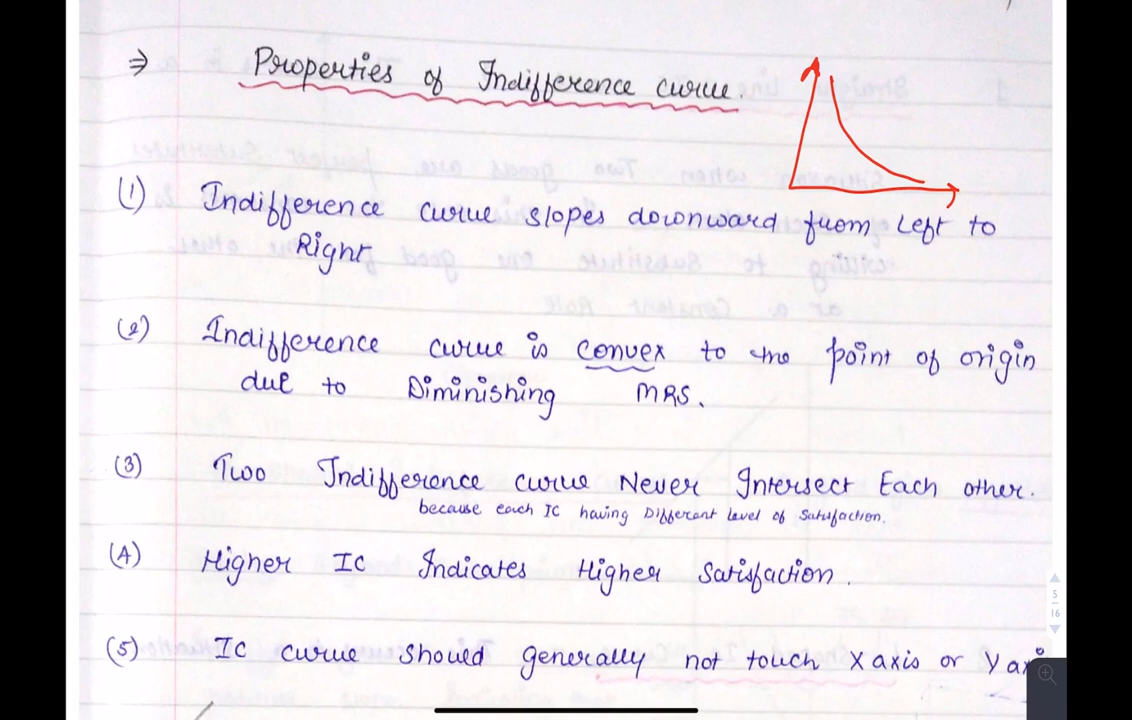 ⇒ Properties of Indifference curve.
(1) Indifference curve slopes downward from Left to
Right
(2) Indifference curve is convex to the point of origin
due to Diminishing MRS.
(3) Two Indifference curve Never Intersect Each other.
because each IC having Different Level of Satisfaction.
(4) Higher IC Indicates Higher Satisfaction.
(5) IC curve should generally not touch X axis or Y axis
5
16